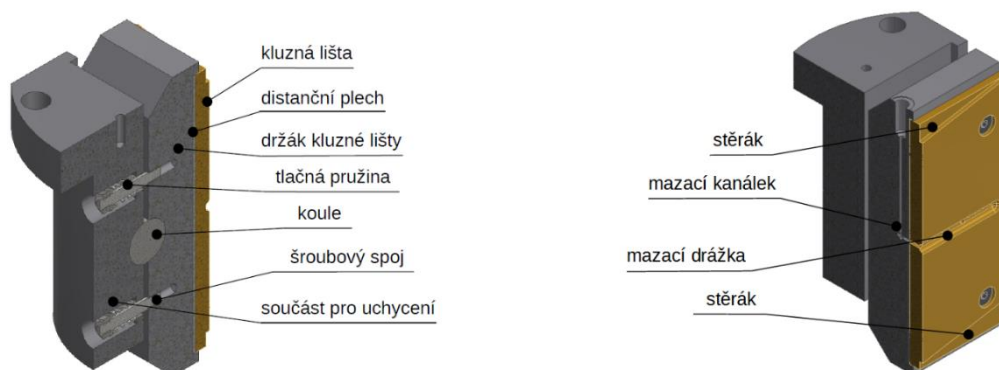 kluzná lišta
distanční plech
držák kluzné lišty
tlačná pružina
koule
šroubový spoj
součást pro uchycení
stěrák
mazací kanálek
mazací drážka
stěrák